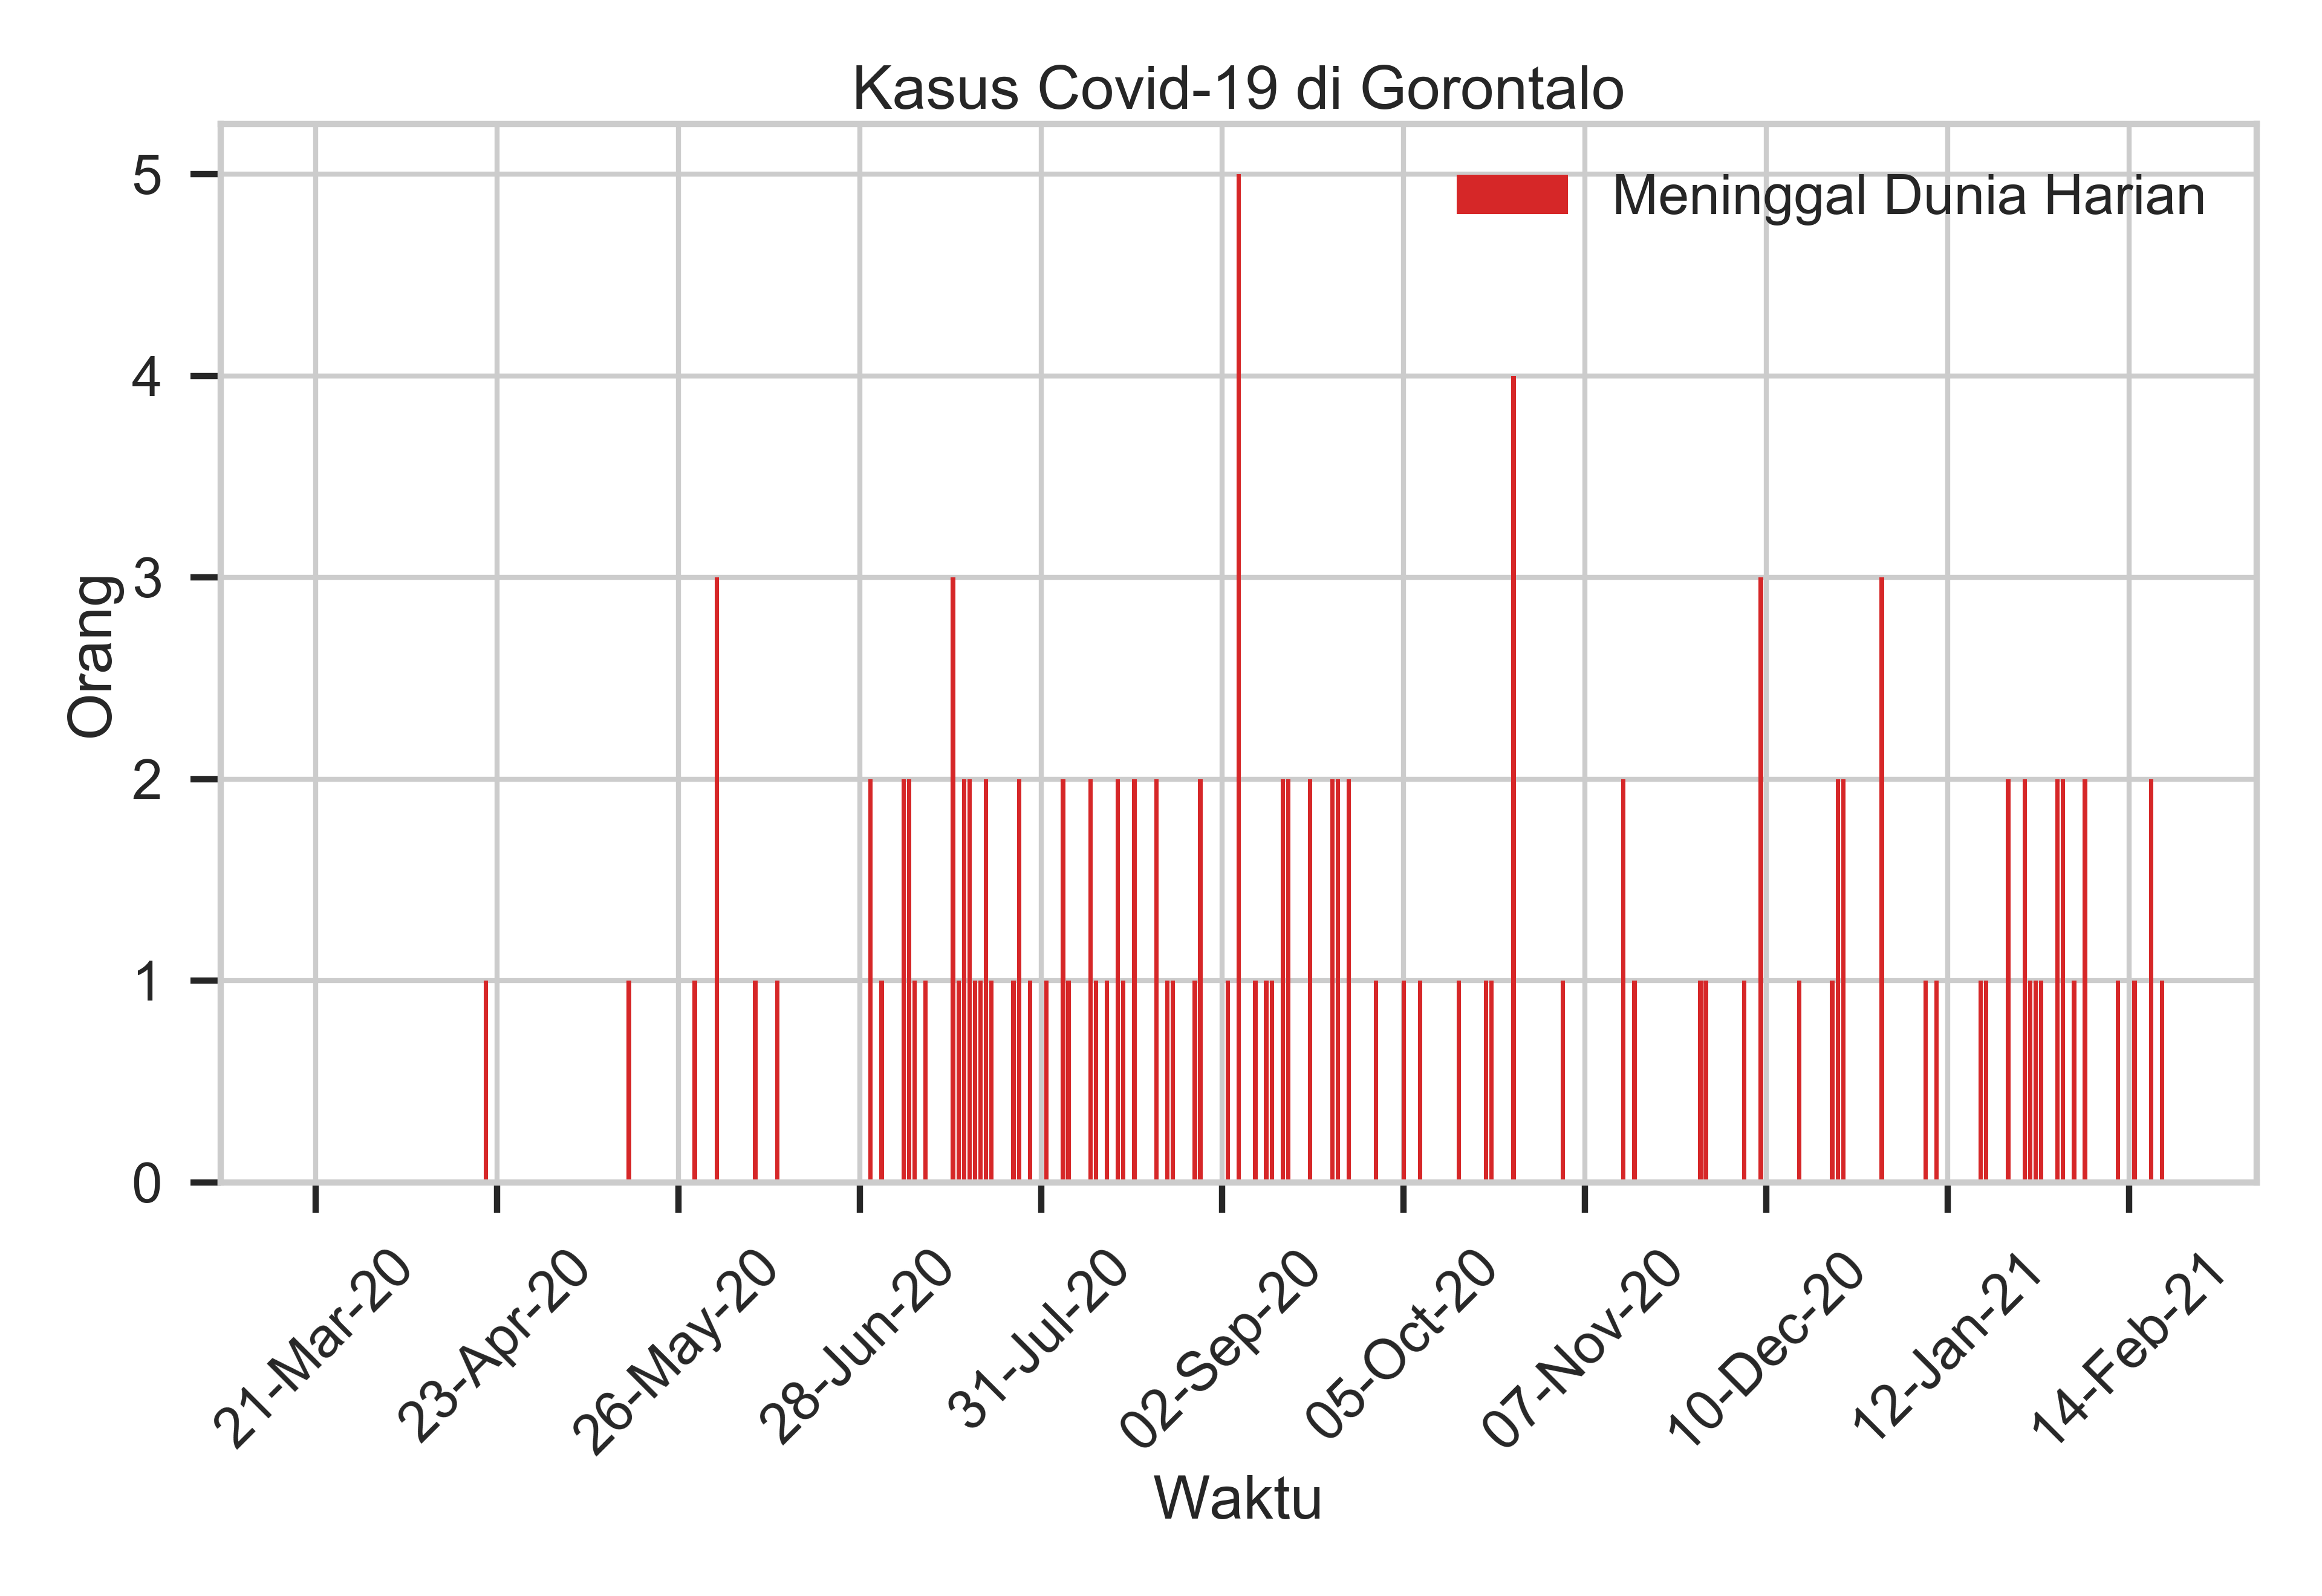 Kasus Covid-19 di Gorontalo
Meninggal Dunia Harian
Orang
5
4
3
2
1
0
21-Mar-20
23-Apr-20
26-May-20
28-Jun-20
31-Jul-20
02-Sep-20
05-Oct-20
07-Nov-20
10-Dec-20
12-Jan-21
14-Feb-21
Waktu